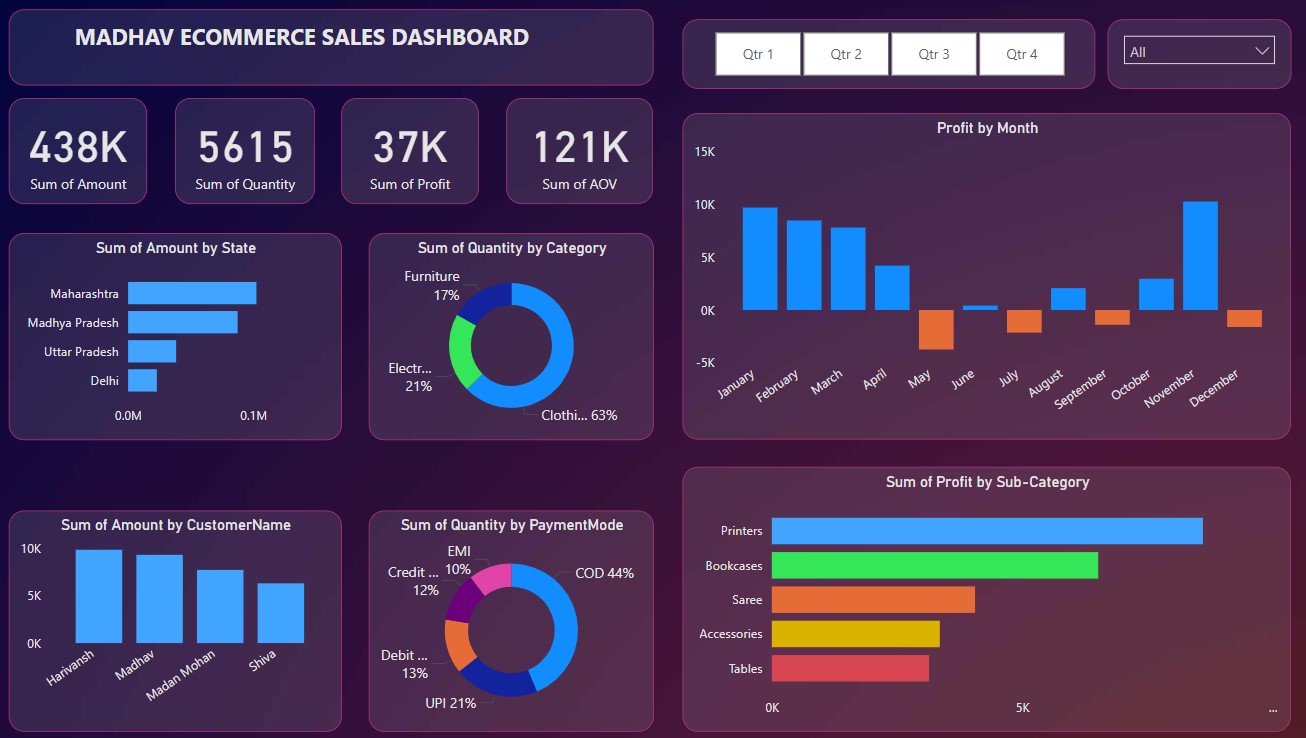 MADHAV ECOMMERCE SALES DASHBOARD
Qtr 1
Qtr 2
Qtr 3
Qtr 4
All
438K
Sum of Amount
5615
Sum of Quantity
37K
Sum of Profit
121K
Sum of AOV
Profit by Month
15K
10K
5K
0K
-5K
January
February
March
April
May
June
July
August
September
October
November
December
Sum of Amount by State
Maharashtra
Madhya Pradesh
Uttar Pradesh
Delhi
0.0M
0.1M
Sum of Quantity by Category
Furniture
17%
Electr...
21%
Clothi... 63%
Sum of Profit by Sub-Category
Printers
Bookcases
Saree
Accessories
Tables
0K
5K
...
Sum of Amount by CustomerName
10K
5K
0K
Harivansh
Madhav
Madan Mohan
Shiva
Sum of Quantity by PaymentMode
EMI
10%
Credit ...
12%
COD 44%
Debit ...
13%
UPI 21%